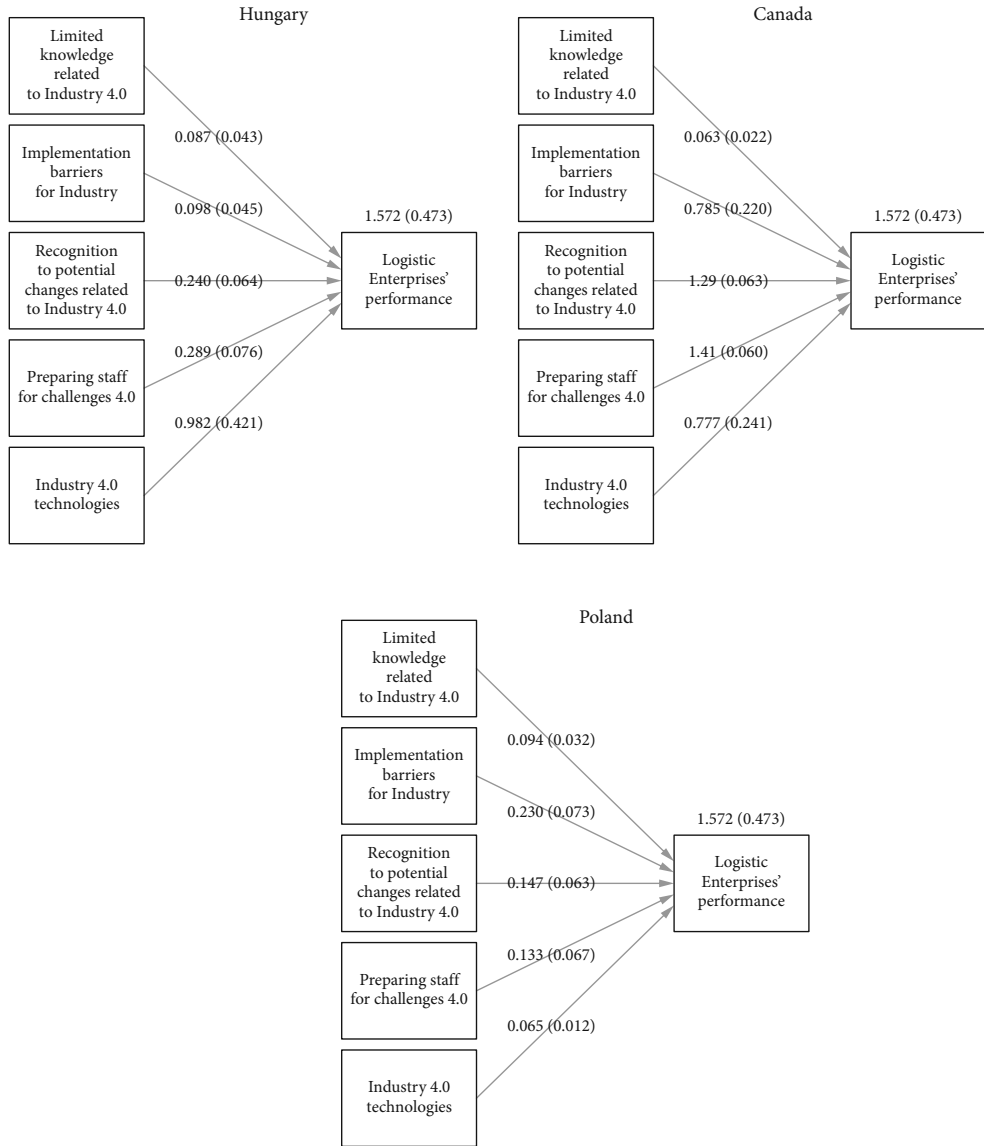 Hungary
Limited
knowledge
related
to Industry 4.0
Implementation
barriers
for Industry
Recognition
to potential
changes related
to Industry 4.0
Preparing staff
for challenges 4.0
Industry 4.0
technologies
0.087 (0.043)
0.098 (0.045)
0.240 (0.064)
0.289 (0.076)
0.982 (0.421)
1.572 (0.473)
Logistic
Enterprises’
performance
Canada
Limited
knowledge
related
to Industry 4.0
Implementation
barriers
for Industry
Recognition
to potential
changes related
to Industry 4.0
Preparing staff
for challenges 4.0
Industry 4.0
technologies
0.063 (0.022)
0.785 (0.220)
1.29 (0.063)
1.41 (0.060)
0.777 (0.241)
1.572 (0.473)
Logistic
Enterprises’
performance
Poland
Limited
knowledge
related
to Industry 4.0
Implementation
barriers
for Industry
Recognition
to potential
changes related
to Industry 4.0
Preparing staff
for challenges 4.0
Industry 4.0
technologies
0.094 (0.032)
0.230 (0.073)
0.147 (0.063)
0.133 (0.067)
0.065 (0.012)
1.572 (0.473)
Logistic
Enterprises’
performance